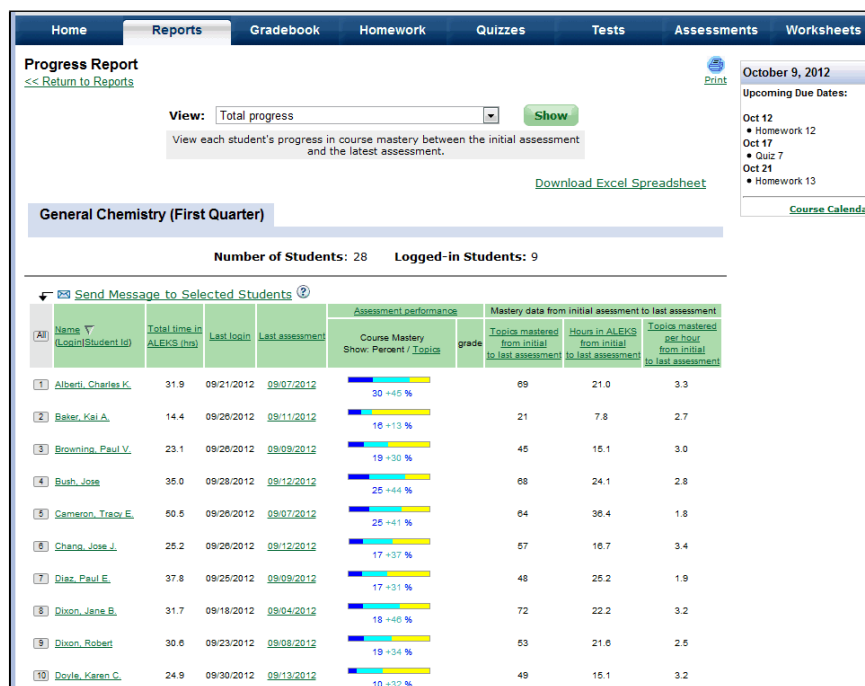 Home Reports Gradebook Homework Quizzes Tests Assessments Worksheets
Progress Report
<< Return to Reports
Print
View: Total progress Show
View each student's progress in course mastery between the initial assessment
and the latest assessment.
Download Excel Spreadsheet
October 9, 2012
Upcoming Due Dates:
Oct 12
• Homework 12
Oct 17
• Quiz 7
Oct 21
• Homework 13
Course Calenda
General Chemistry (First Quarter)
Number of Students: 28 Logged-in Students: 9
Send Message to Selected Students ?
Assessment performance Mastery data from initial asessment to last assessment
All
Name
(Login|Student Id)
Total time in
ALEKS (hrs)
Last login
Last assessment
Course Mastery
Show: Percent / Topics
grade
Topics mastered
from initial
to last assessment
Hours in ALEKS
from initial
to last assessment
Topics mastered
per hour
from initial
to last assessment
1 Alberti, Charles K. 31.9 09/21/2012 09/07/2012 69 21.0 3.3
30 +45 %
2 Baker, Kai A. 14.4 09/26/2012 09/11/2012 21 7.8 2.7
16 +13 %
3 Browning, Paul V. 23.1 09/26/2012 09/09/2012 45 15.1 3.0
19 +30 %
4 Bush, Jose 35.0 09/28/2012 09/12/2012 68 24.1 2.8
25 +44 %
5 Cameron, Tracy E. 50.5 09/26/2012 09/07/2012 64 36.4 1.8
25 +41 %
6 Chang, Jose J. 25.2 09/26/2012 09/12/2012 57 16.7 3.4
17 +37 %
7 Diaz, Paul E. 37.8 09/25/2012 09/09/2012 48 25.2 1.9
17 +31 %
8 Dixon, Jane B. 31.7 09/18/2012 09/04/2012 72 22.2 3.2
18 +46 %
9 Dixon, Robert 30.6 09/23/2012 09/08/2012 53 21.6 2.5
19 +34 %
10 Doyle, Karen C. 24.9 09/30/2012 09/13/2012 49 15.1 3.2
10 +32 %